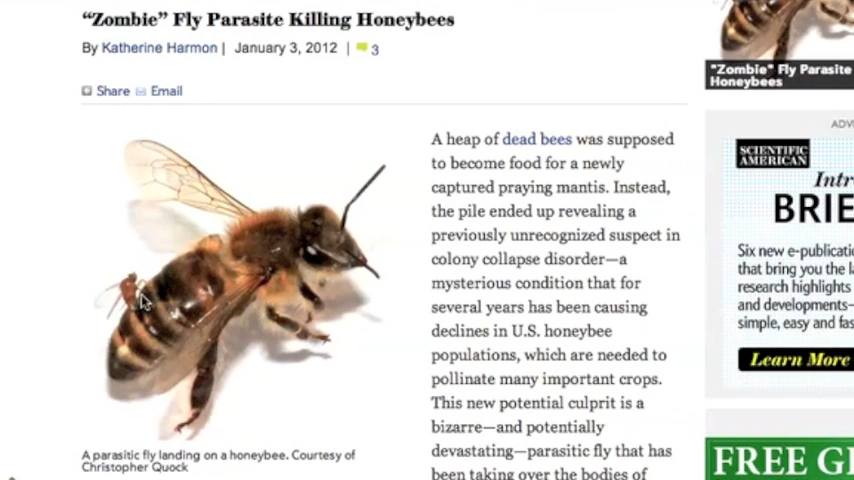 “Zombie” Fly Parasite Killing Honeybees
By Katherine Harmon | January 3, 2012 | 3
Share Email
A heap of dead bees was supposed
to become food for a newly
captured praying mantis. Instead,
the pile ended up revealing a
previously unrecognized suspect in
colony collapse disorder—a
mysterious condition that for
several years has been causing
declines in U.S. honeybee
populations, which are needed to
pollinate many important crops.
This new potential culprit is a
bizarre—and potentially
devastating—parasitic fly that has
been taking over the bodies of
A parasitic fly landing on a honeybee. Courtesy of
Christopher Quock
"Zombie" Fly Parasite
Honeybees
ADV
SCIENTIFIC
AMERICAN
Intr
BRIE
Six new e-publicatio
that bring you the la
research highlights
and developments—
simple, easy and fas
Learn More
FREE GI